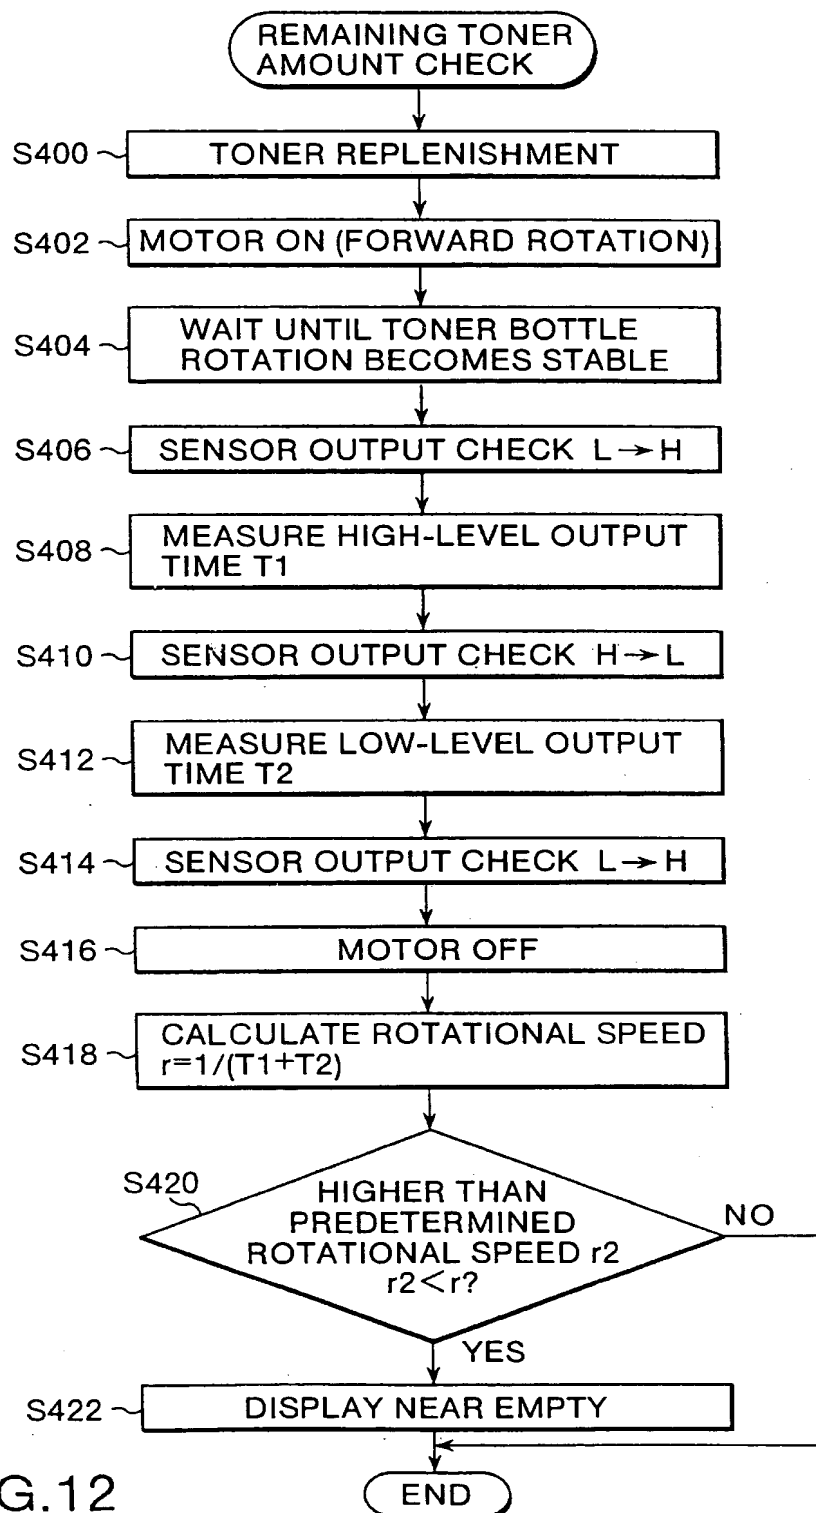 REMAINING TONER
AMOUNT CHECK
S400
TONER REPLENISHMENT
S402
MOTOR ON (FORWARD ROTATION)
S404
WAIT UNTIL TONER BOTTLE
ROTATION BECOMES STABLE
S406
SENSOR OUTPUT CHECK L→H
S408
MEASURE HIGH-LEVEL OUTPUT
TIME T1
S410
SENSOR OUTPUT CHECK H→L
S412
MEASURE LOW-LEVEL OUTPUT
TIME T2
S414
SENSOR OUTPUT CHECK L→H
S416
MOTOR OFF
S418
CALCULATE ROTATIONAL SPEED
r=1/(T1+T2)
S420
HIGHER THAN
PREDETERMINED
ROTATIONAL SPEED r2
r2<r?
NO
YES
S422
DISPLAY NEAR EMPTY
END
G.12